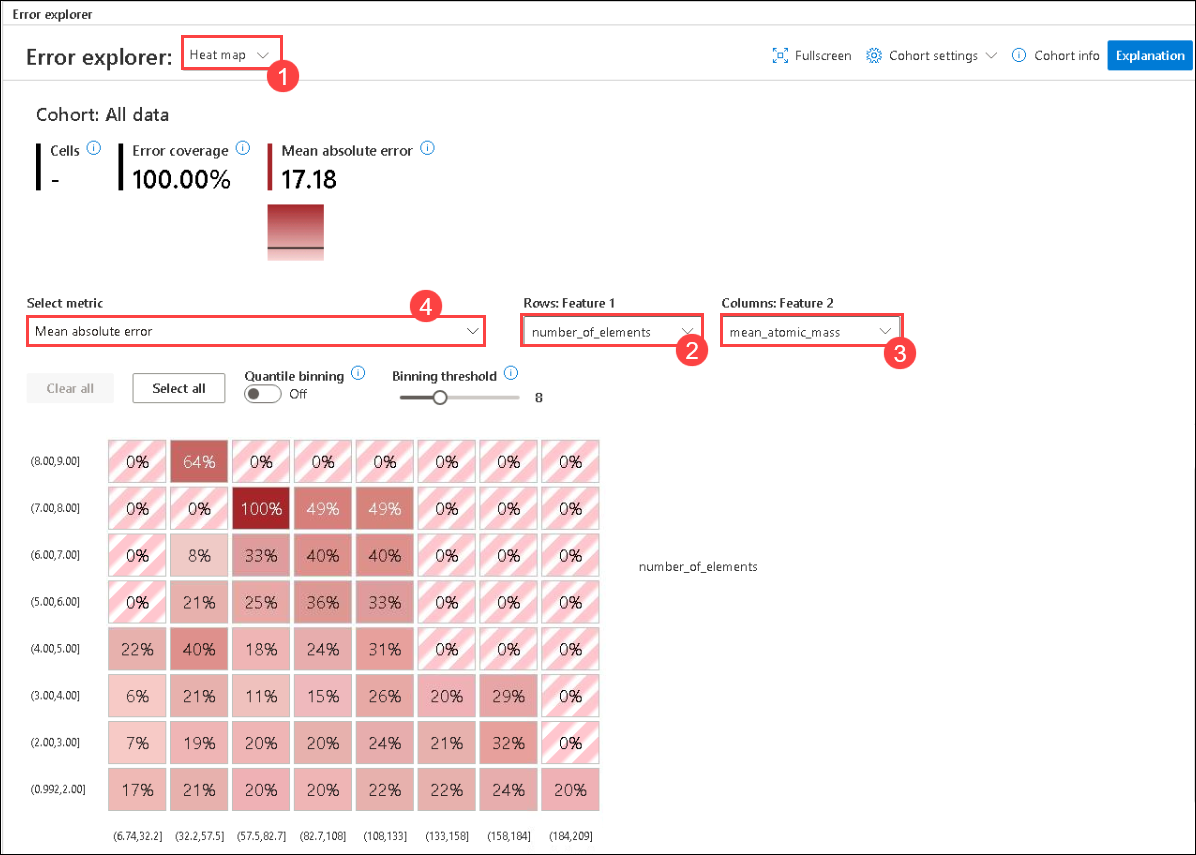 Error explorer
Error explorer: Heat map
1
Fullscreen Cohort settings Cohort info Explanation
Cohort: All data
Cells Error coverage Mean absolute error
- 100.00% 17.18
Select metric 4 Rows: Feature 1 Columns: Feature 2
Mean absolute error number_of_elements mean_atomic_mass
2 3
Clear all Select all Quantile binning Off Binning threshold 8
(8.00,9.00] 0% 64% 0% 0% 0% 0% 0% 0%
(7.00,8.00] 0% 0% 100% 49% 49% 0% 0% 0%
(6.00,7.00] 0% 8% 33% 40% 40% 0% 0% 0%
number_of_elements
(5.00,6.00] 0% 21% 25% 36% 33% 0% 0% 0%
(4.00,5.00] 22% 40% 18% 24% 31% 0% 0% 0%
(3.00,4.00] 6% 21% 11% 15% 26% 20% 29% 0%
(2.00,3.00] 7% 19% 20% 20% 24% 21% 32% 0%
(0.992,2.00] 17% 21% 20% 20% 22% 22% 24% 20%
(6.74,32.2] (32.2,57.5] (57.5,82.7] (82.7,108] (108,133] (133,158] (158,184] (184,209]